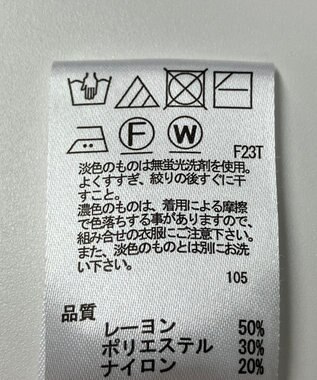 F W F23T
淡色のものは無蛍光洗剤を使用。
よくすすぎ、絞りの後すぐに干
すこと。
濃色のものは、着用による摩擦
で色落ちする事がありますので、
組み合せの衣服にご注意下さい。
また、淡色のものとは別にお洗
い下さい。
105
品質
レーヨン 50%
ポリエステル 30%
ナイロン 20%